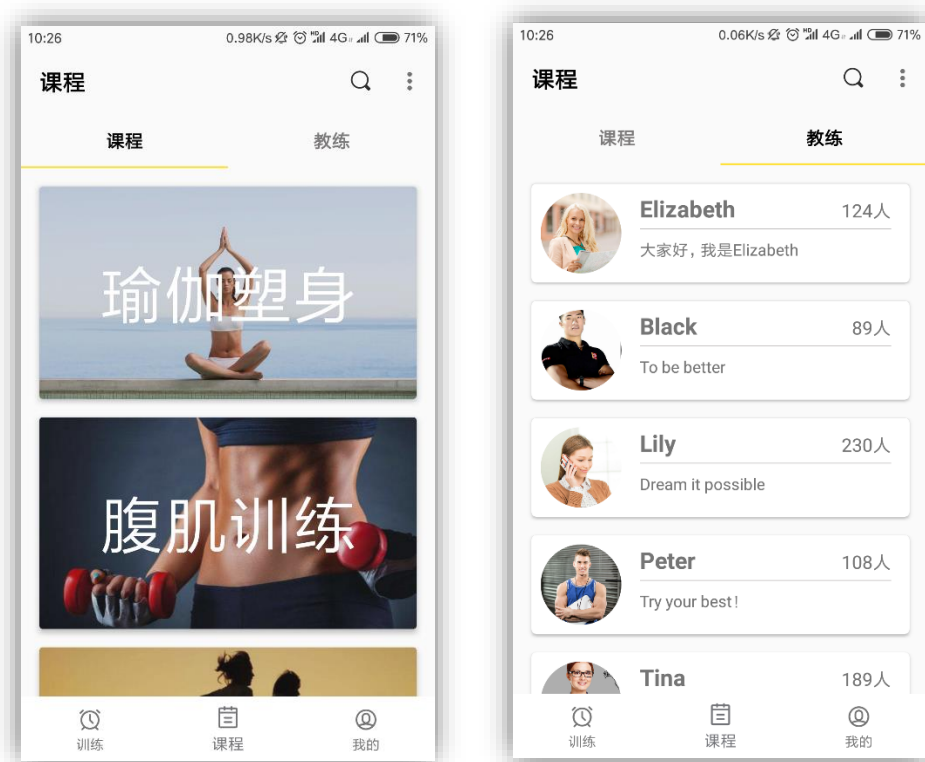 10:26 0.98K/s HD 4G 71%
课程
课程 教练
瑜伽塑身
腹肌训练
训练 课程 我的
10:26 0.06K/s HD 4G 71%
课程
课程 教练
Elizabeth 124人
大家好，我是Elizabeth
Black 89人
To be better
Lily 230人
Dream it possible
Peter 108人
Try your best!
Tina 189人
训练 课程 我的